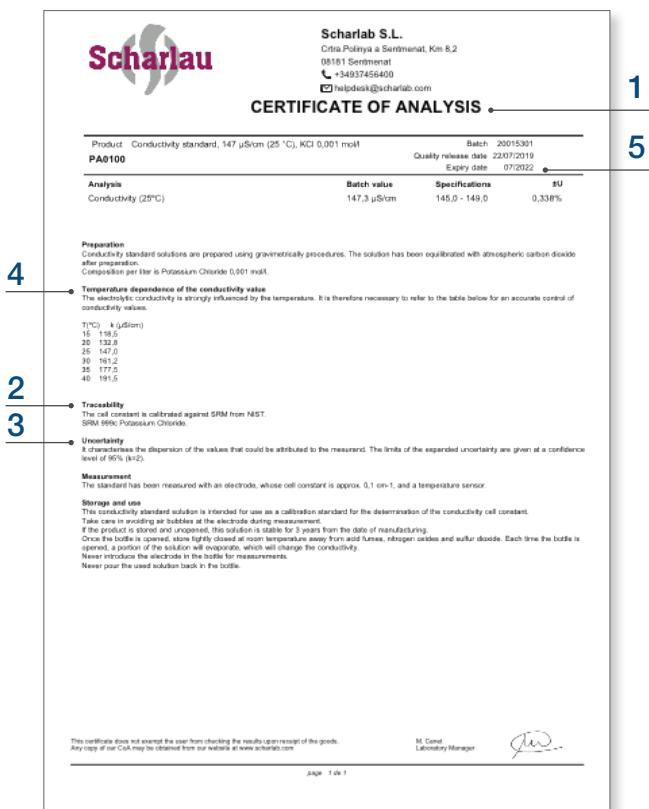 Scharlau
Scharlab S.L.
Crtra.Polinya a Sentmenat, Km 8,2
08181 Sentmenat
+34937456400
helpdesk@scharlab.com
CERTIFICATE OF ANALYSIS
1
Product Conductivity standard, 147 µS/cm (25 °C), KCl 0,001 mol/l
Batch 20015301
PA0100
Quality release date 22/07/2019
5
Expiry date 07/2022
Analysis Batch value Specifications ±U
Conductivity (25ºC) 147,3 µS/cm 145,0 - 149,0 0,338%
Preparation
Conductivity standard solutions are prepared using gravimetrically procedures. The solution has been equilibrated with atmospheric carbon dioxide
after preparation.
Composition per liter is Potassium Chloride 0,001 mol/l.
4
Temperature dependence of the conductivity value
The electrolytic conductivity is strongly influenced by the temperature. It is therefore necessary to refer to the table below for an accurate control of
conductivity values.
T(ºC) k (µS/cm)
15 118,5
20 132,8
25 147,0
30 161,2
35 177,5
40 191,5
2
Traceability
The cell constant is calibrated against SRM from NIST.
SRM 999c Potassium Chloride.
3
Uncertainty
It characterises the dispersion of the values that could be attributed to the measurand. The limits of the expanded uncertainty are given at a confidence
level of 95% (k=2).
Measurement
The standard has been measured with an electrode, whose cell constant is approx. 0,1 cm-1, and a temperature sensor.
Storage and use
This conductivity standard solution is intended for use as a calibration standard for the determination of the conductivity cell constant.
Take care in avoiding air bubbles at the electrode during measurement.
If the product is stored and unopened, this solution is stable for 3 years from the date of manufacturing.
Once the bottle is opened, store tightly closed at room temperature away from acid fumes, nitrogen oxides and sulfur dioxide. Each time the bottle is
opened, a portion of the solution will evaporate, which will change the conductivity.
Never introduce the electrode in the bottle for measurements.
Never pour the used solution back in the bottle.
This certificate does not exempt the user from checking the results upon receipt of the goods.
Any copy of our CoA may be obtained from our website at www.scharlab.com
M. Canet
Laboratory Manager
page 1 de 1